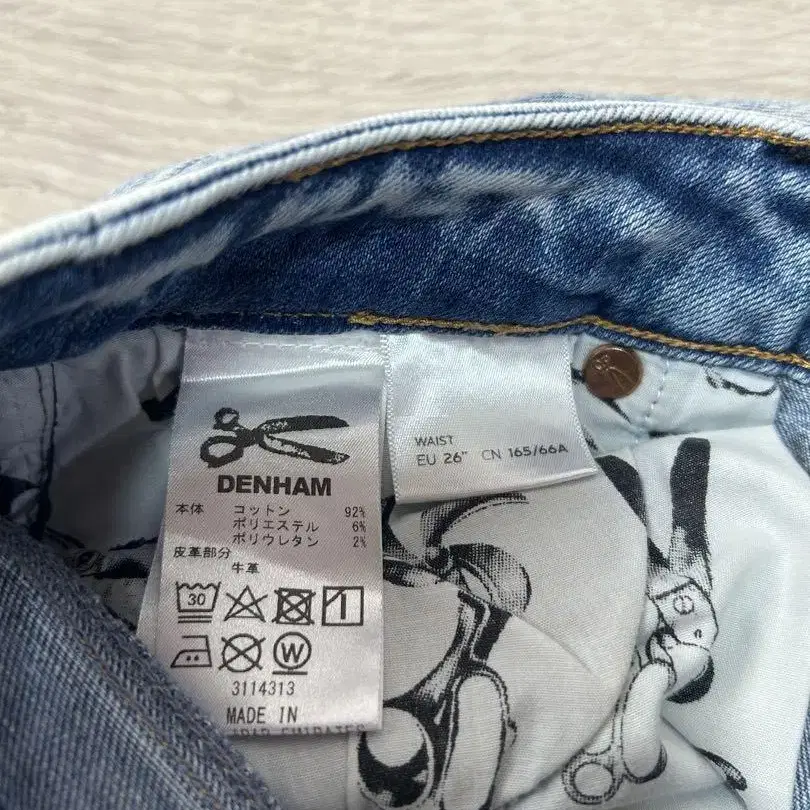 DENHAM
本体 コットン 92%
ポリエステル 6%
ポリウレタン 2%
皮革部分
牛革
30
W
3114313
MADE IN
ARAB EMIRATES
WAIST
EU 26" CN 165/66A